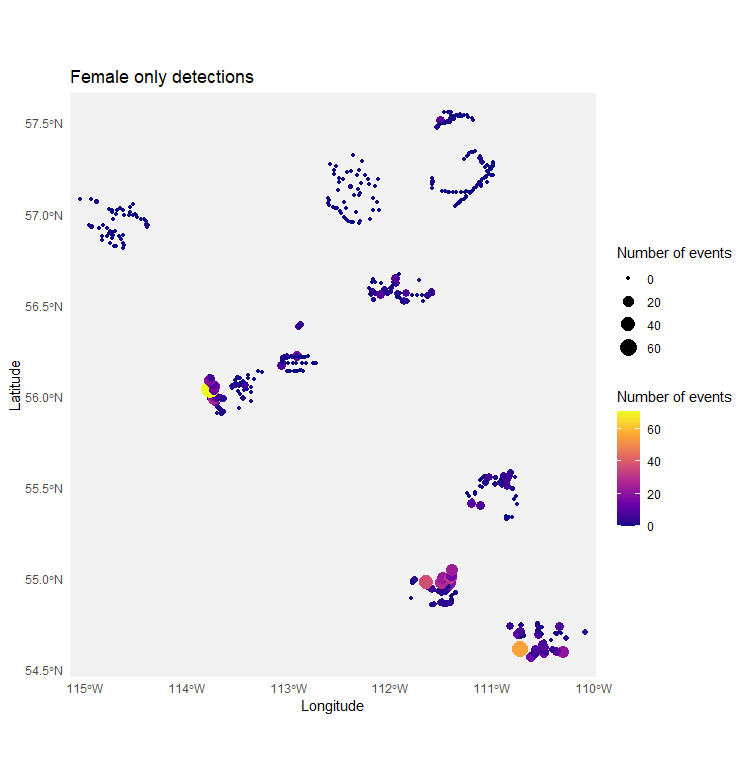 Female only detections
57.5°N
57.0°N
56.5°N
56.0°N
55.5°N
55.0°N
54.5°N
Latitude
115°W 114°W 113°W 112°W 111°W 110°W
Longitude
Number of events
0
20
40
60
Number of events
60
40
20
0